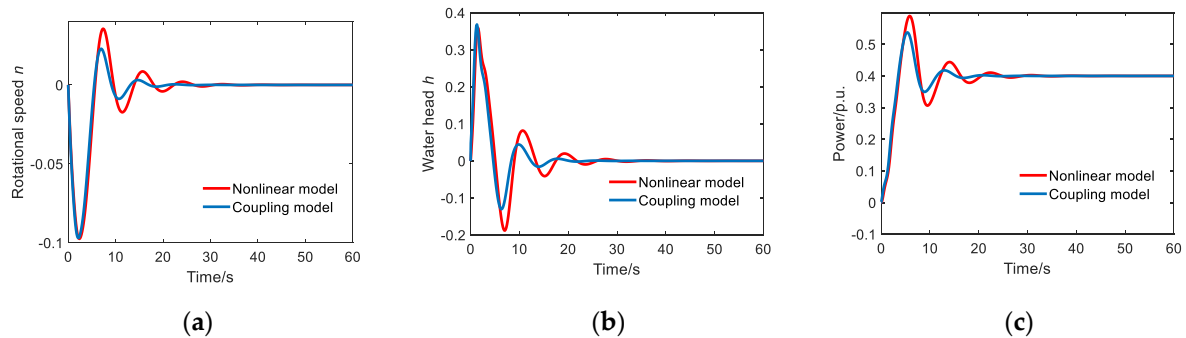 Rotational speed n
0
-0.05
-0.1
0 10 20 30 40 50 60
Time/s
Nonlinear model
Coupling model
(a)
Water head h
0.4
0.3
0.2
0.1
0
-0.1
-0.2
0 10 20 30 40 50 60
Time/s
Nonlinear model
Coupling model
(b)
Power/p.u.
0.5
0.4
0.3
0.2
0.1
0
-0.1
0 10 20 30 40 50 60
Time/s
Nonlinear model
Coupling model
(c)